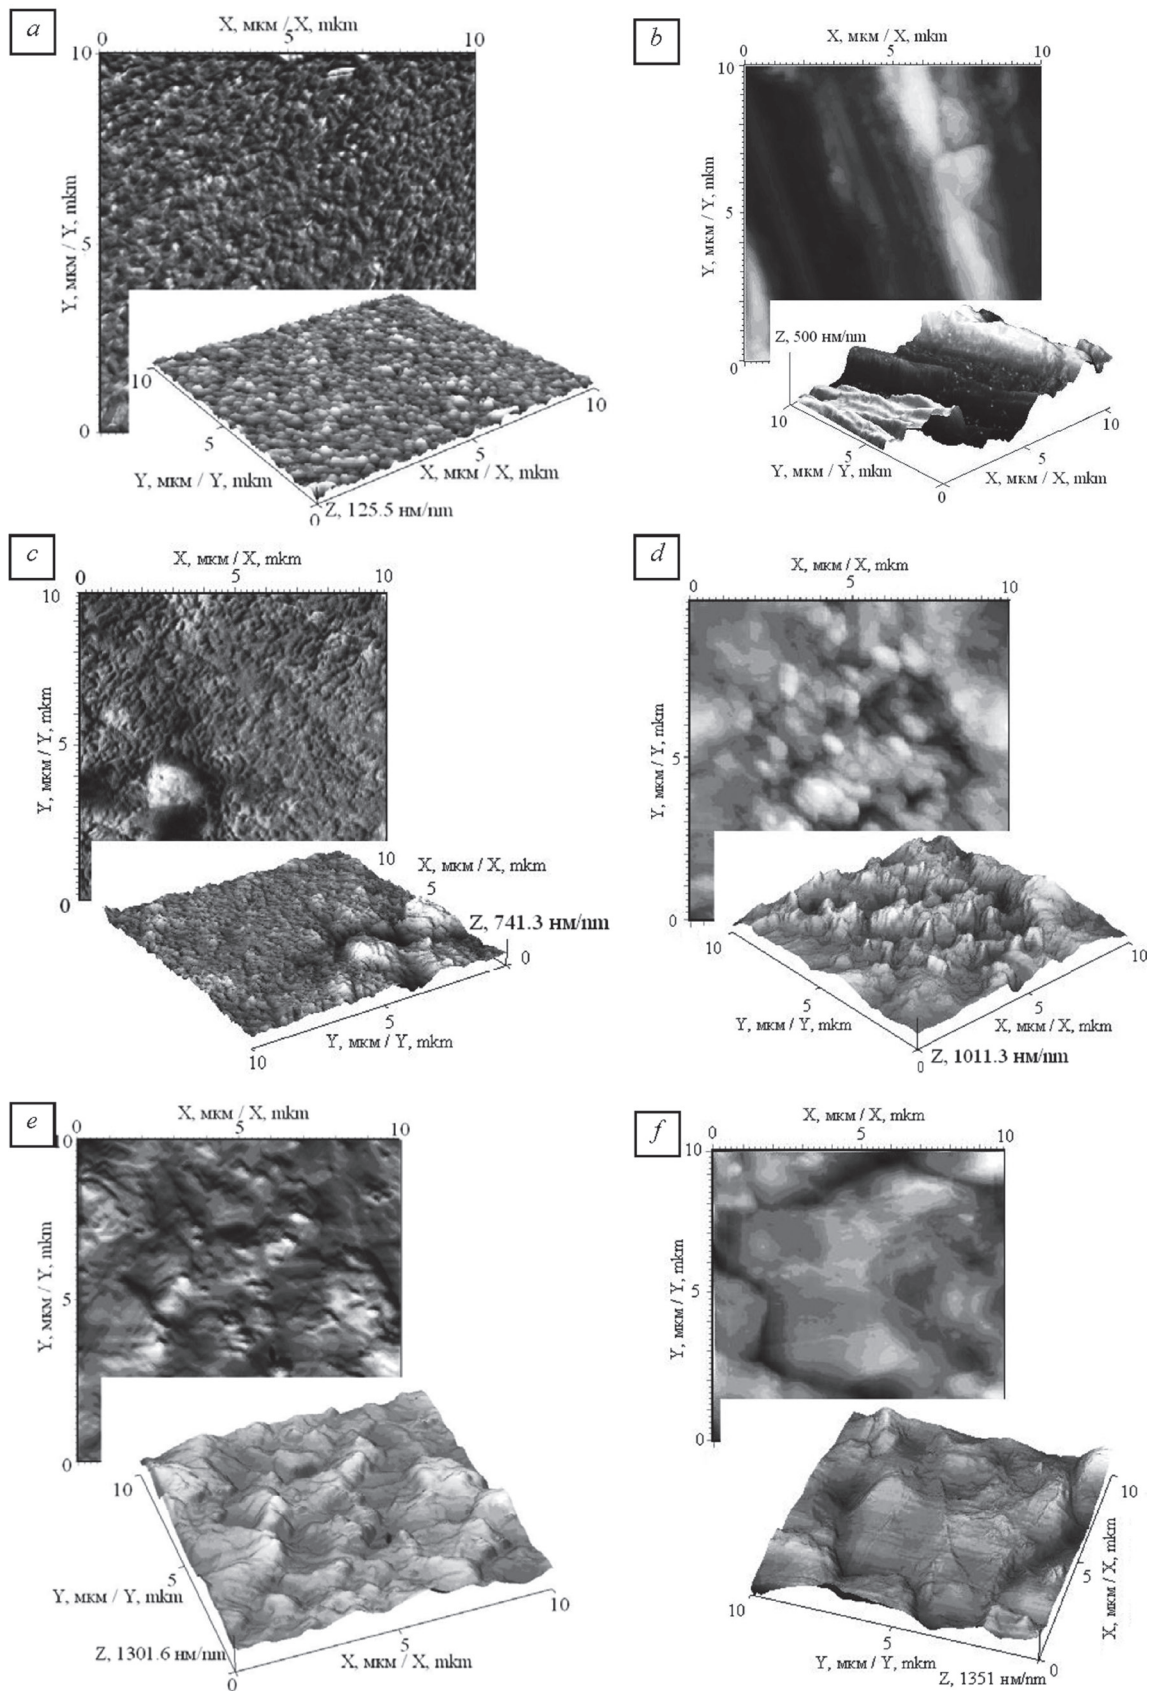 a
X, мкм / X, mkm
0 5 10
10
Y, мкм / Y, mkm
5
0
10
5
0
Y, мкм / Y, mkm
X, мкм / X, mkm
5
10
Z, 125.5 нм/nm
b
X, мкм / X, mkm
0 5 10
10
Y, мкм / Y, mkm
5
0
Z, 500 нм/nm
10
5
0
Y, мкм / Y, mkm
X, мкм / X, mkm
5
10
c
X, мкм / X, mkm
0 5 10
10
Y, мкм / Y, mkm
5
0
10
X, мкм / X, mkm
5
Z, 741.3 нм/nm
0
5
Y, мкм / Y, mkm
10
d
X, мкм / X, mkm
0 5 10
Y, мкм / Y, mkm
5
0
10
10
5
5
Y, мкм / Y, mkm
X, мкм / X, mkm
0
Z, 1011.3 нм/nm
e
X, мкм / X, mkm
0 5 10
10
Y, мкм / Y, mkm
5
0
10
5
Y, мкм / Y, mkm
10
5
Z, 1301.6 нм/nm
X, мкм / X, mkm
0
f
X, мкм / X, mkm
0 5 10
10
Y, мкм / Y, mkm
5
0
10
X, мкм / X, mkm
5
10
5
Y, мкм / Y, mkm
0
Z, 1351 нм/nm